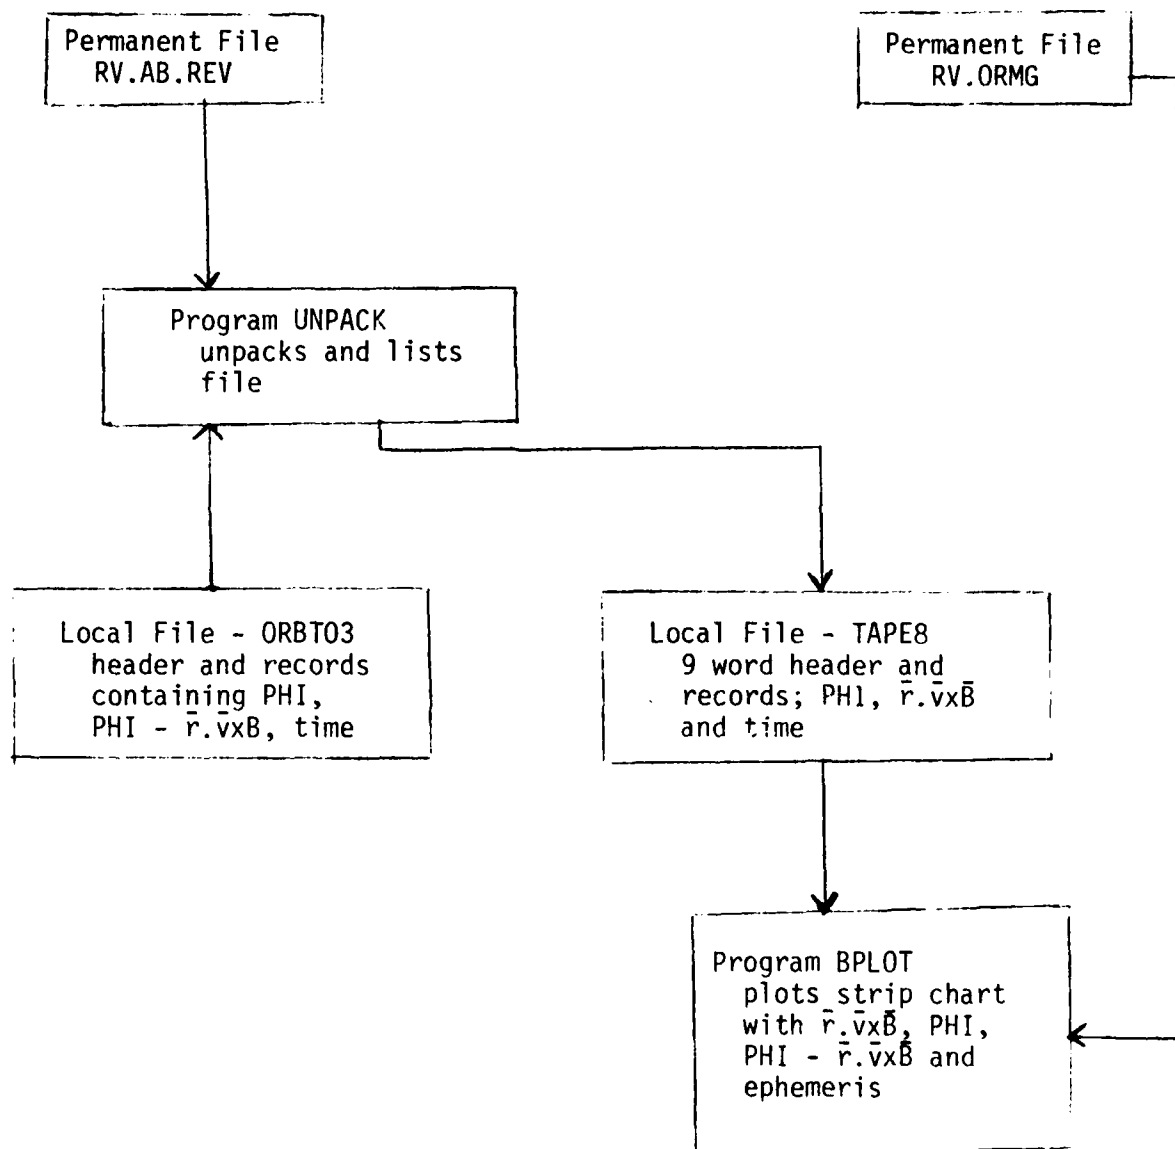 Permanent File
RV.AB.REV
Permanent File
RV.ORMG
Program UNPACK
unpacks and lists
file
Local File - ORBTO3
header and records
containing PHI,
PHI - r̄.v̄xB, time
Local File - TAPE8
9 word header and
records; PHI, r̄.v̄xB̄
and time
Program BPLOT
plots strip chart
with r̄.v̄xB̄, PHI,
PHI - r̄.v̄xB̄ and
ephemeris